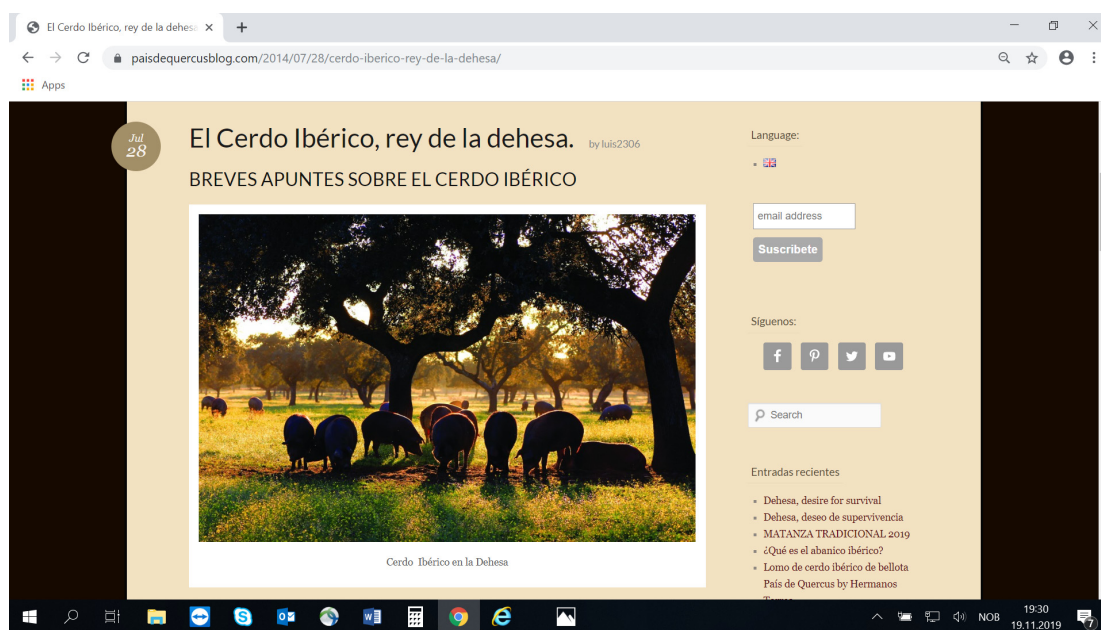 El Cerdo Ibérico, rey de la dehesa
paisdequercusblog.com/2014/07/28/cerdo-iberico-rey-de-la-dehesa/
Apps
Jul
28
El Cerdo Ibérico, rey de la dehesa. by luis2306
BREVES APUNTES SOBRE EL CERDO IBÉRICO
Cerdo Ibérico en la Dehesa
Language:
email address
Suscribete
Síguenos:
Search
Entradas recientes
Dehesa, desire for survival
Dehesa, deseo de supervivencia
MATANZA TRADICIONAL 2019
¿Qué es el abanico ibérico?
Lomo de cerdo ibérico de bellota
País de Quercus by Hermanos
NOB
19:30
19.11.2019
7